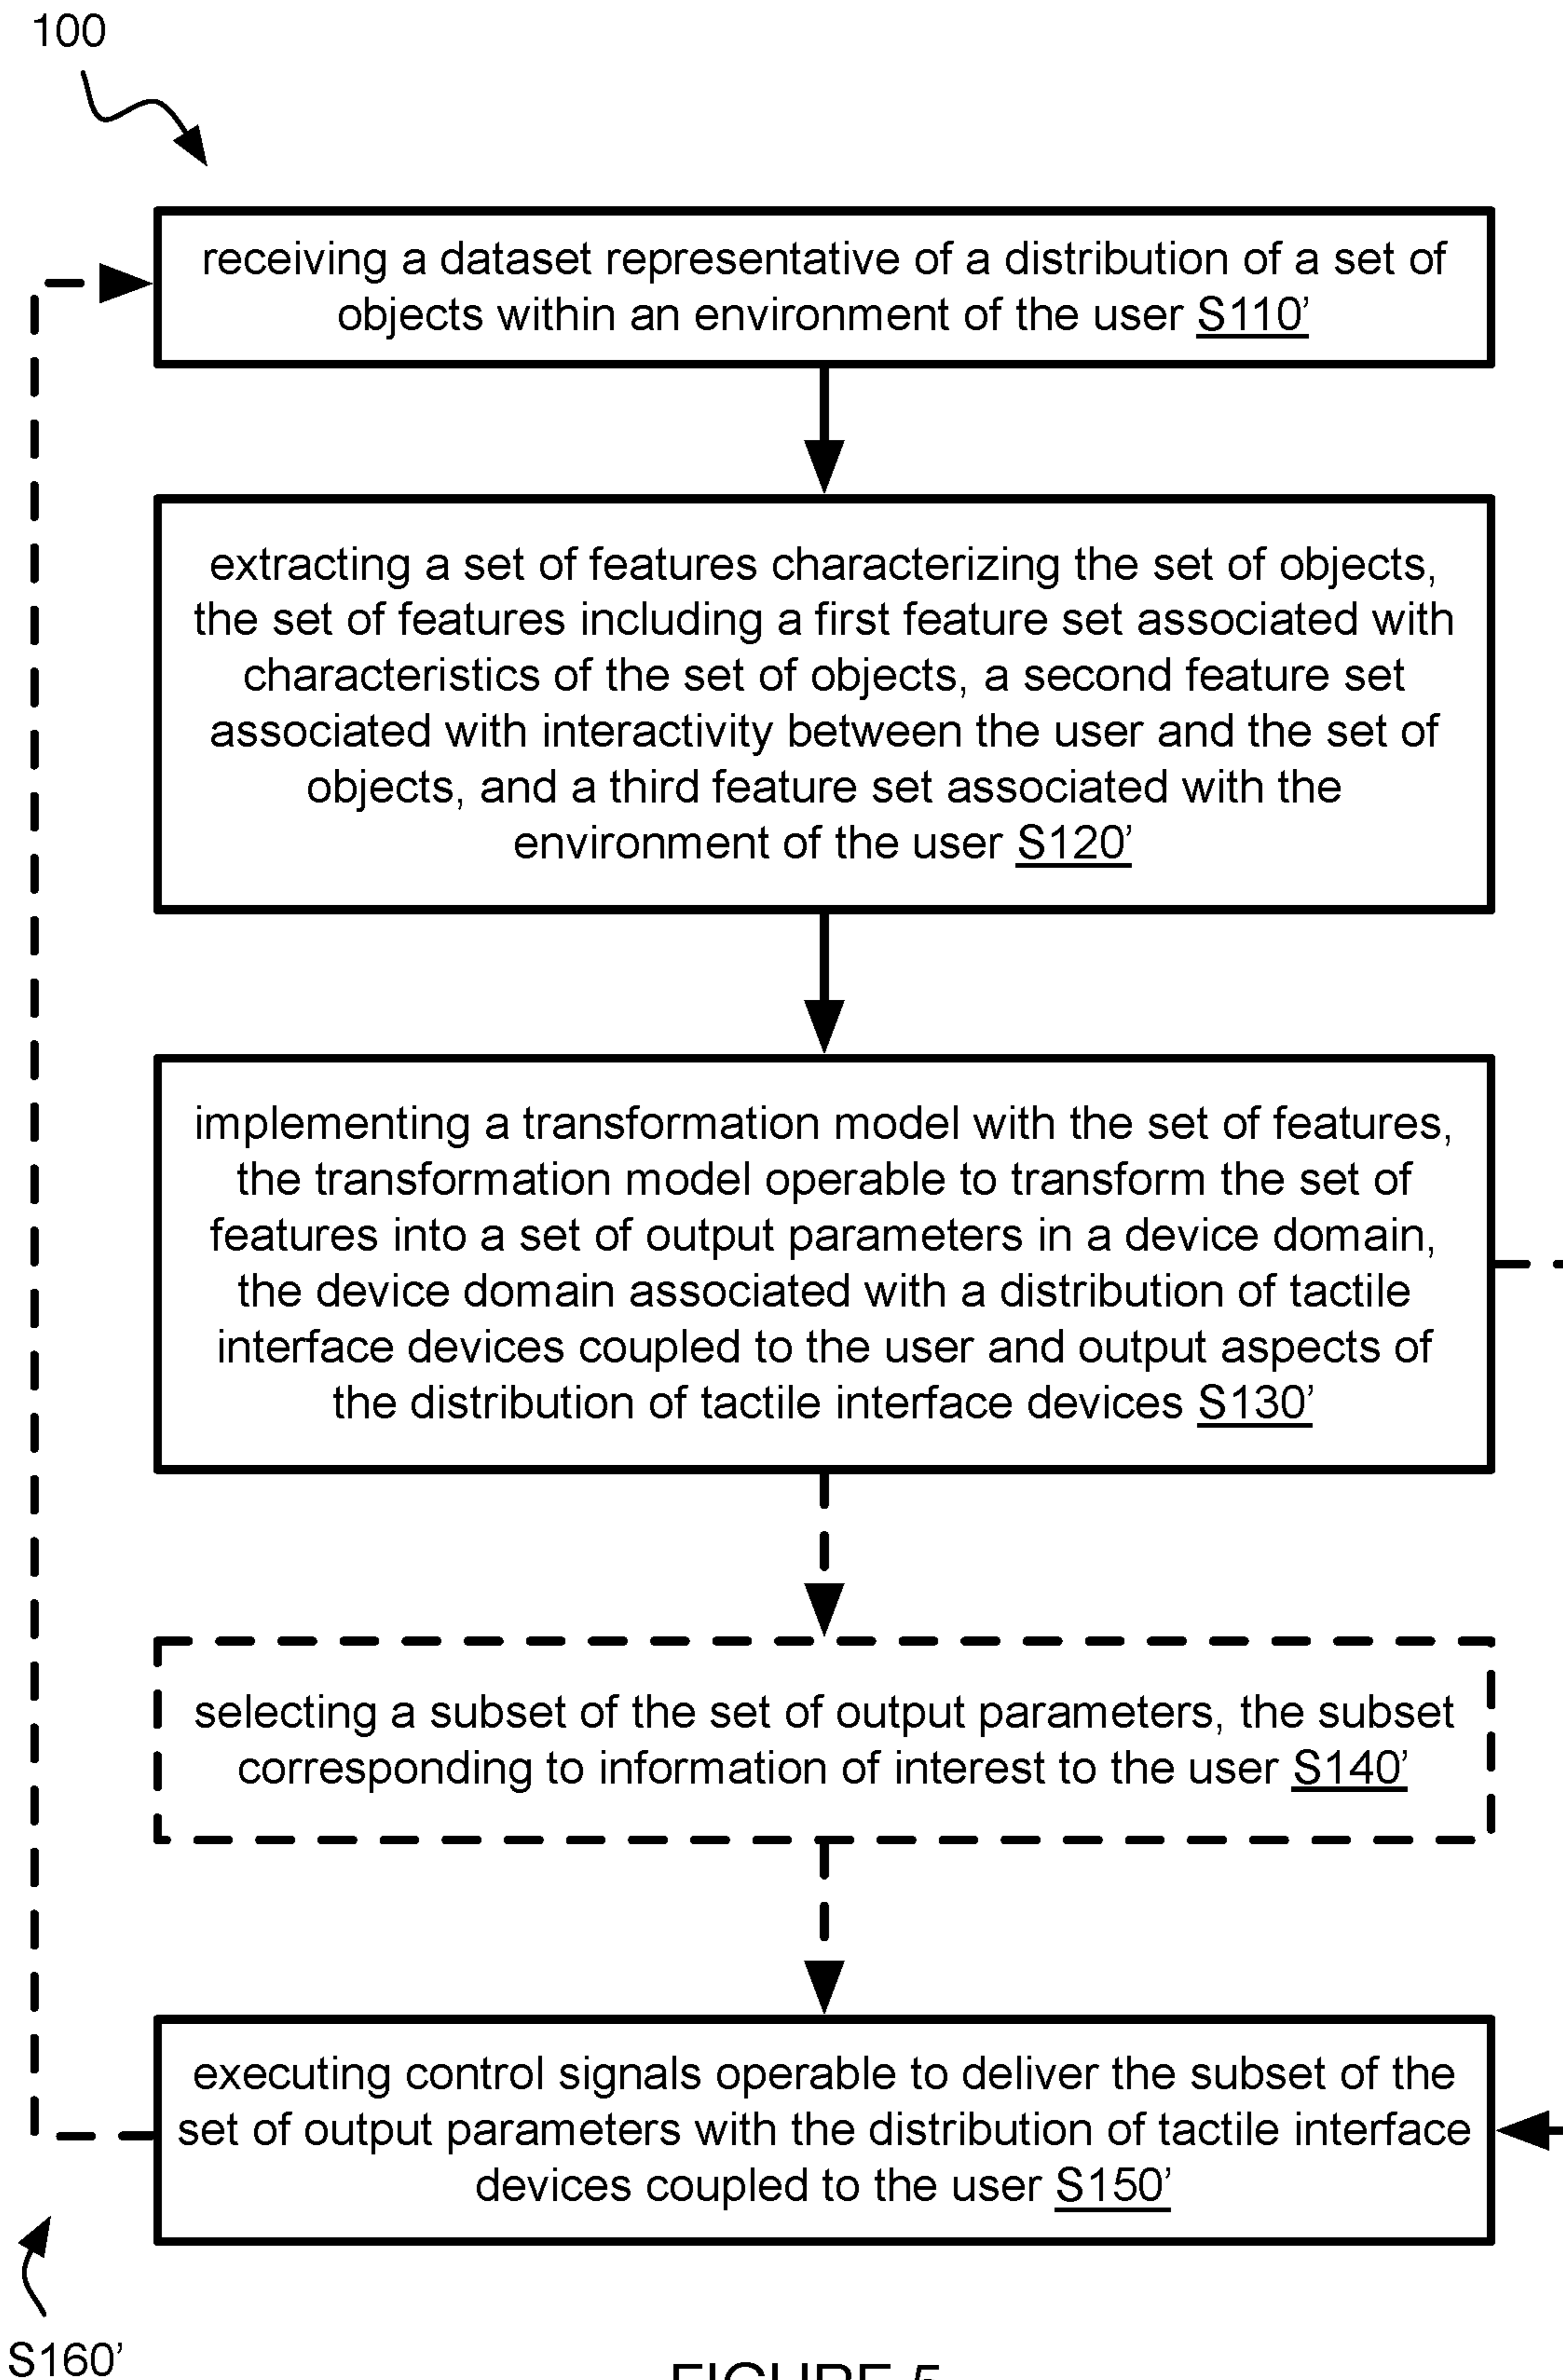 100
receiving a dataset representative of a distribution of a set of
objects within an environment of the user S110’
extracting a set of features characterizing the set of objects,
the set of features including a first feature set associated with
characteristics of the set of objects, a second feature set
associated with interactivity between the user and the set of
objects, and a third feature set associated with the
environment of the user S120’
implementing a transformation model with the set of features,
the transformation model operable to transform the set of
features into a set of output parameters in a device domain,
the device domain associated with a distribution of tactile
interface devices coupled to the user and output aspects of
the distribution of tactile interface devices S130’
selecting a subset of the set of output parameters, the subset
corresponding to information of interest to the user S140’
executing control signals operable to deliver the subset of the
set of output parameters with the distribution of tactile interface
devices coupled to the user S150’
S160’
FIGURE 5